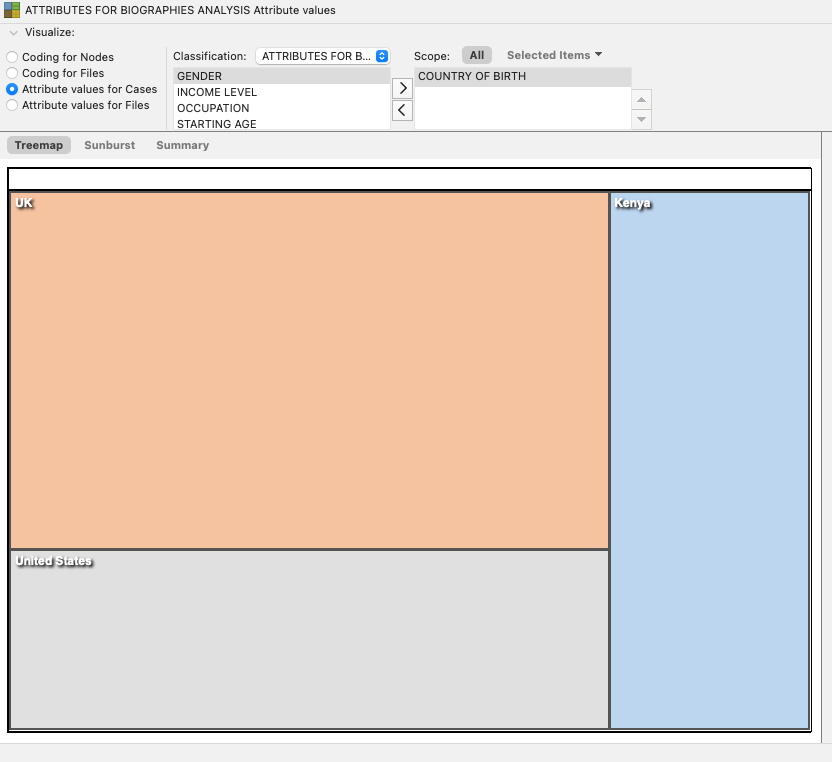 ATTRIBUTES FOR BIOGRAPHIES ANALYSIS Attribute values
Visualize:
Coding for Nodes
Coding for Files
Attribute values for Cases
Attribute values for Files
Classification: ATTRIBUTES FOR B...
GENDER
INCOME LEVEL
OCCUPATION
STARTING AGE
Scope: All Selected Items
COUNTRY OF BIRTH
Treemap Sunburst Summary
UK
Kenya
United States